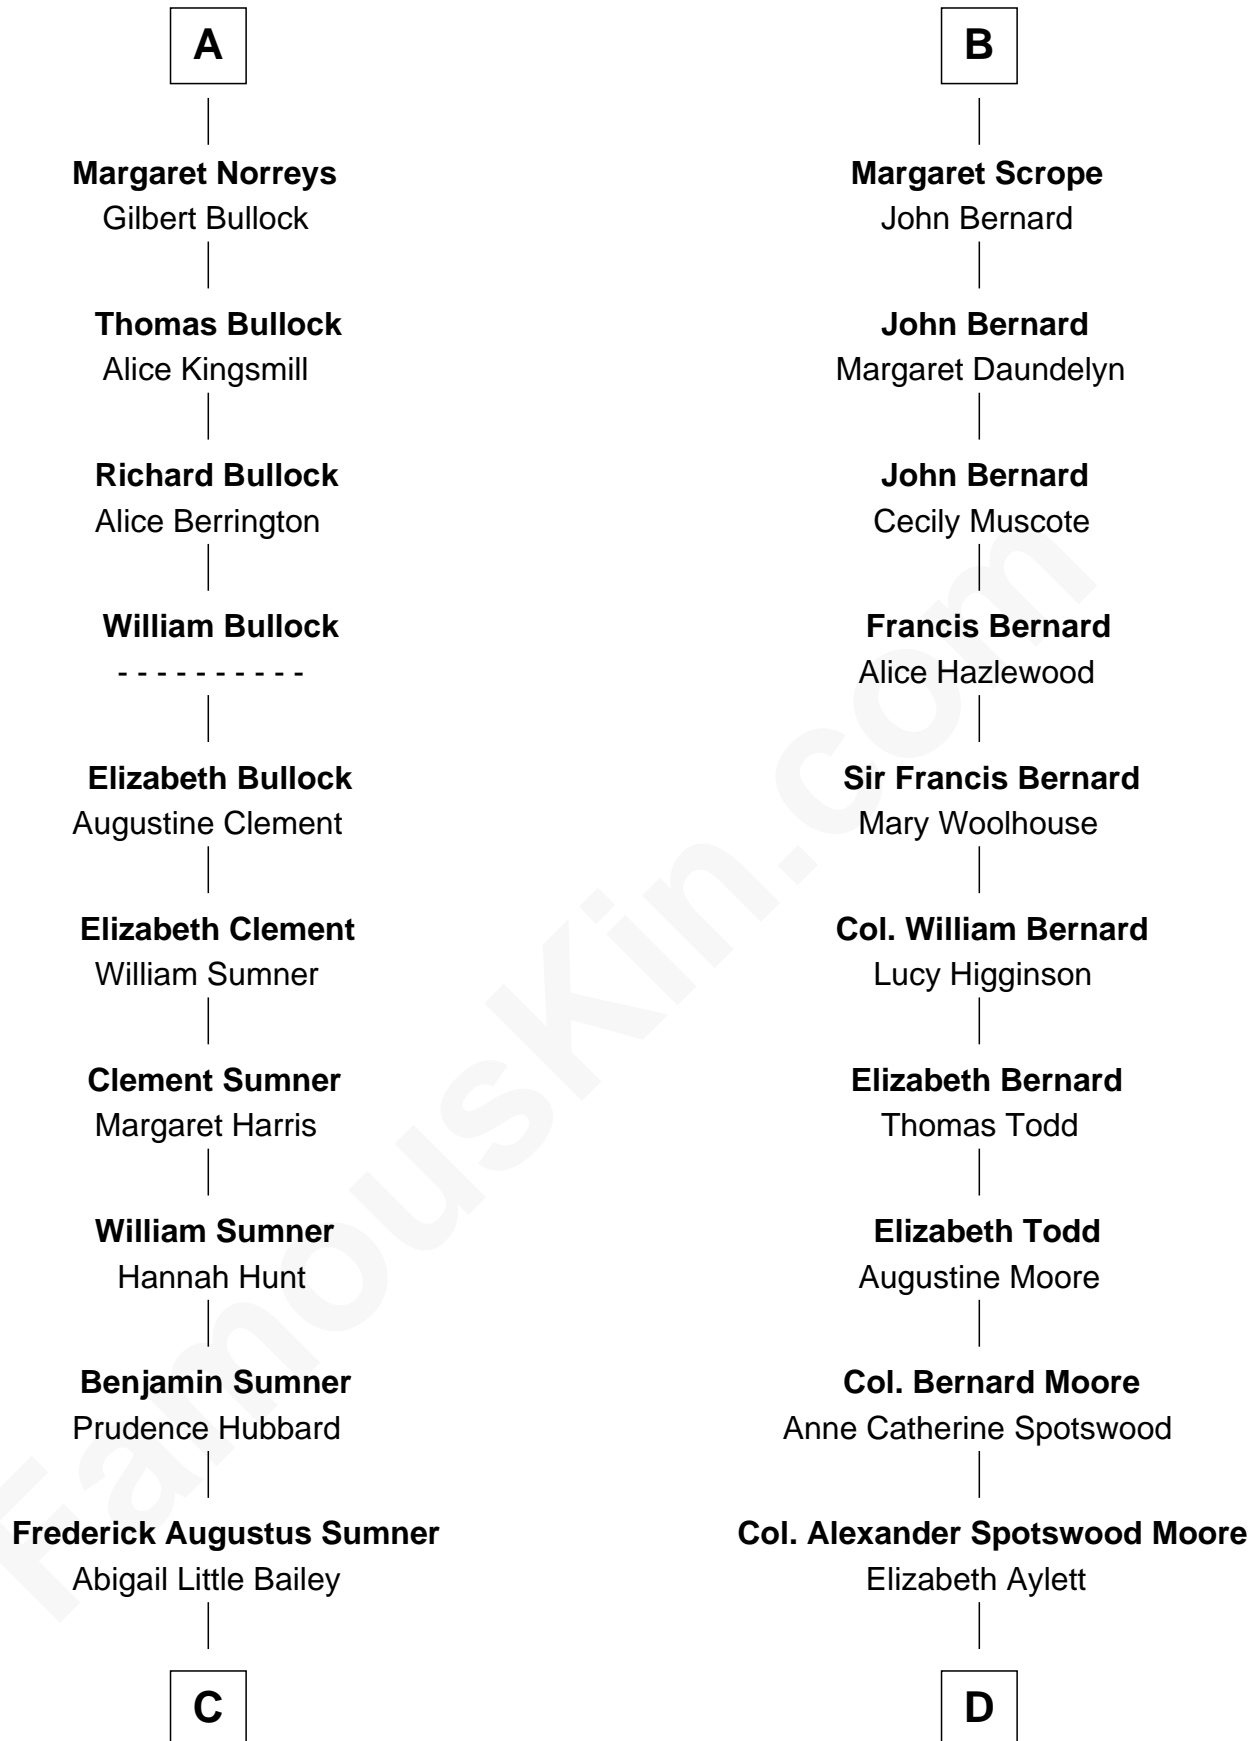 A
Margaret Norreys
Gilbert Bullock
Thomas Bullock
Alice Kingsmill
Richard Bullock
Alice Berrington
William Bullock
- - - - - - - - - -
Elizabeth Bullock
Augustine Clement
Elizabeth Clement
William Sumner
Clement Sumner
Margaret Harris
William Sumner
Hannah Hunt
Benjamin Sumner
Prudence Hubbard
Frederick Augustus Sumner
Abigail Little Bailey
C
B
Margaret Scrope
John Bernard
John Bernard
Margaret Daundelyn
John Bernard
Cecily Muscote
Francis Bernard
Alice Hazlewood
Sir Francis Bernard
Mary Woolhouse
Col. William Bernard
Lucy Higginson
Elizabeth Bernard
Thomas Todd
Elizabeth Todd
Augustine Moore
Col. Bernard Moore
Anne Catherine Spotswood
Col. Alexander Spotswood Moore
Elizabeth Aylett
D
FamousKin.com